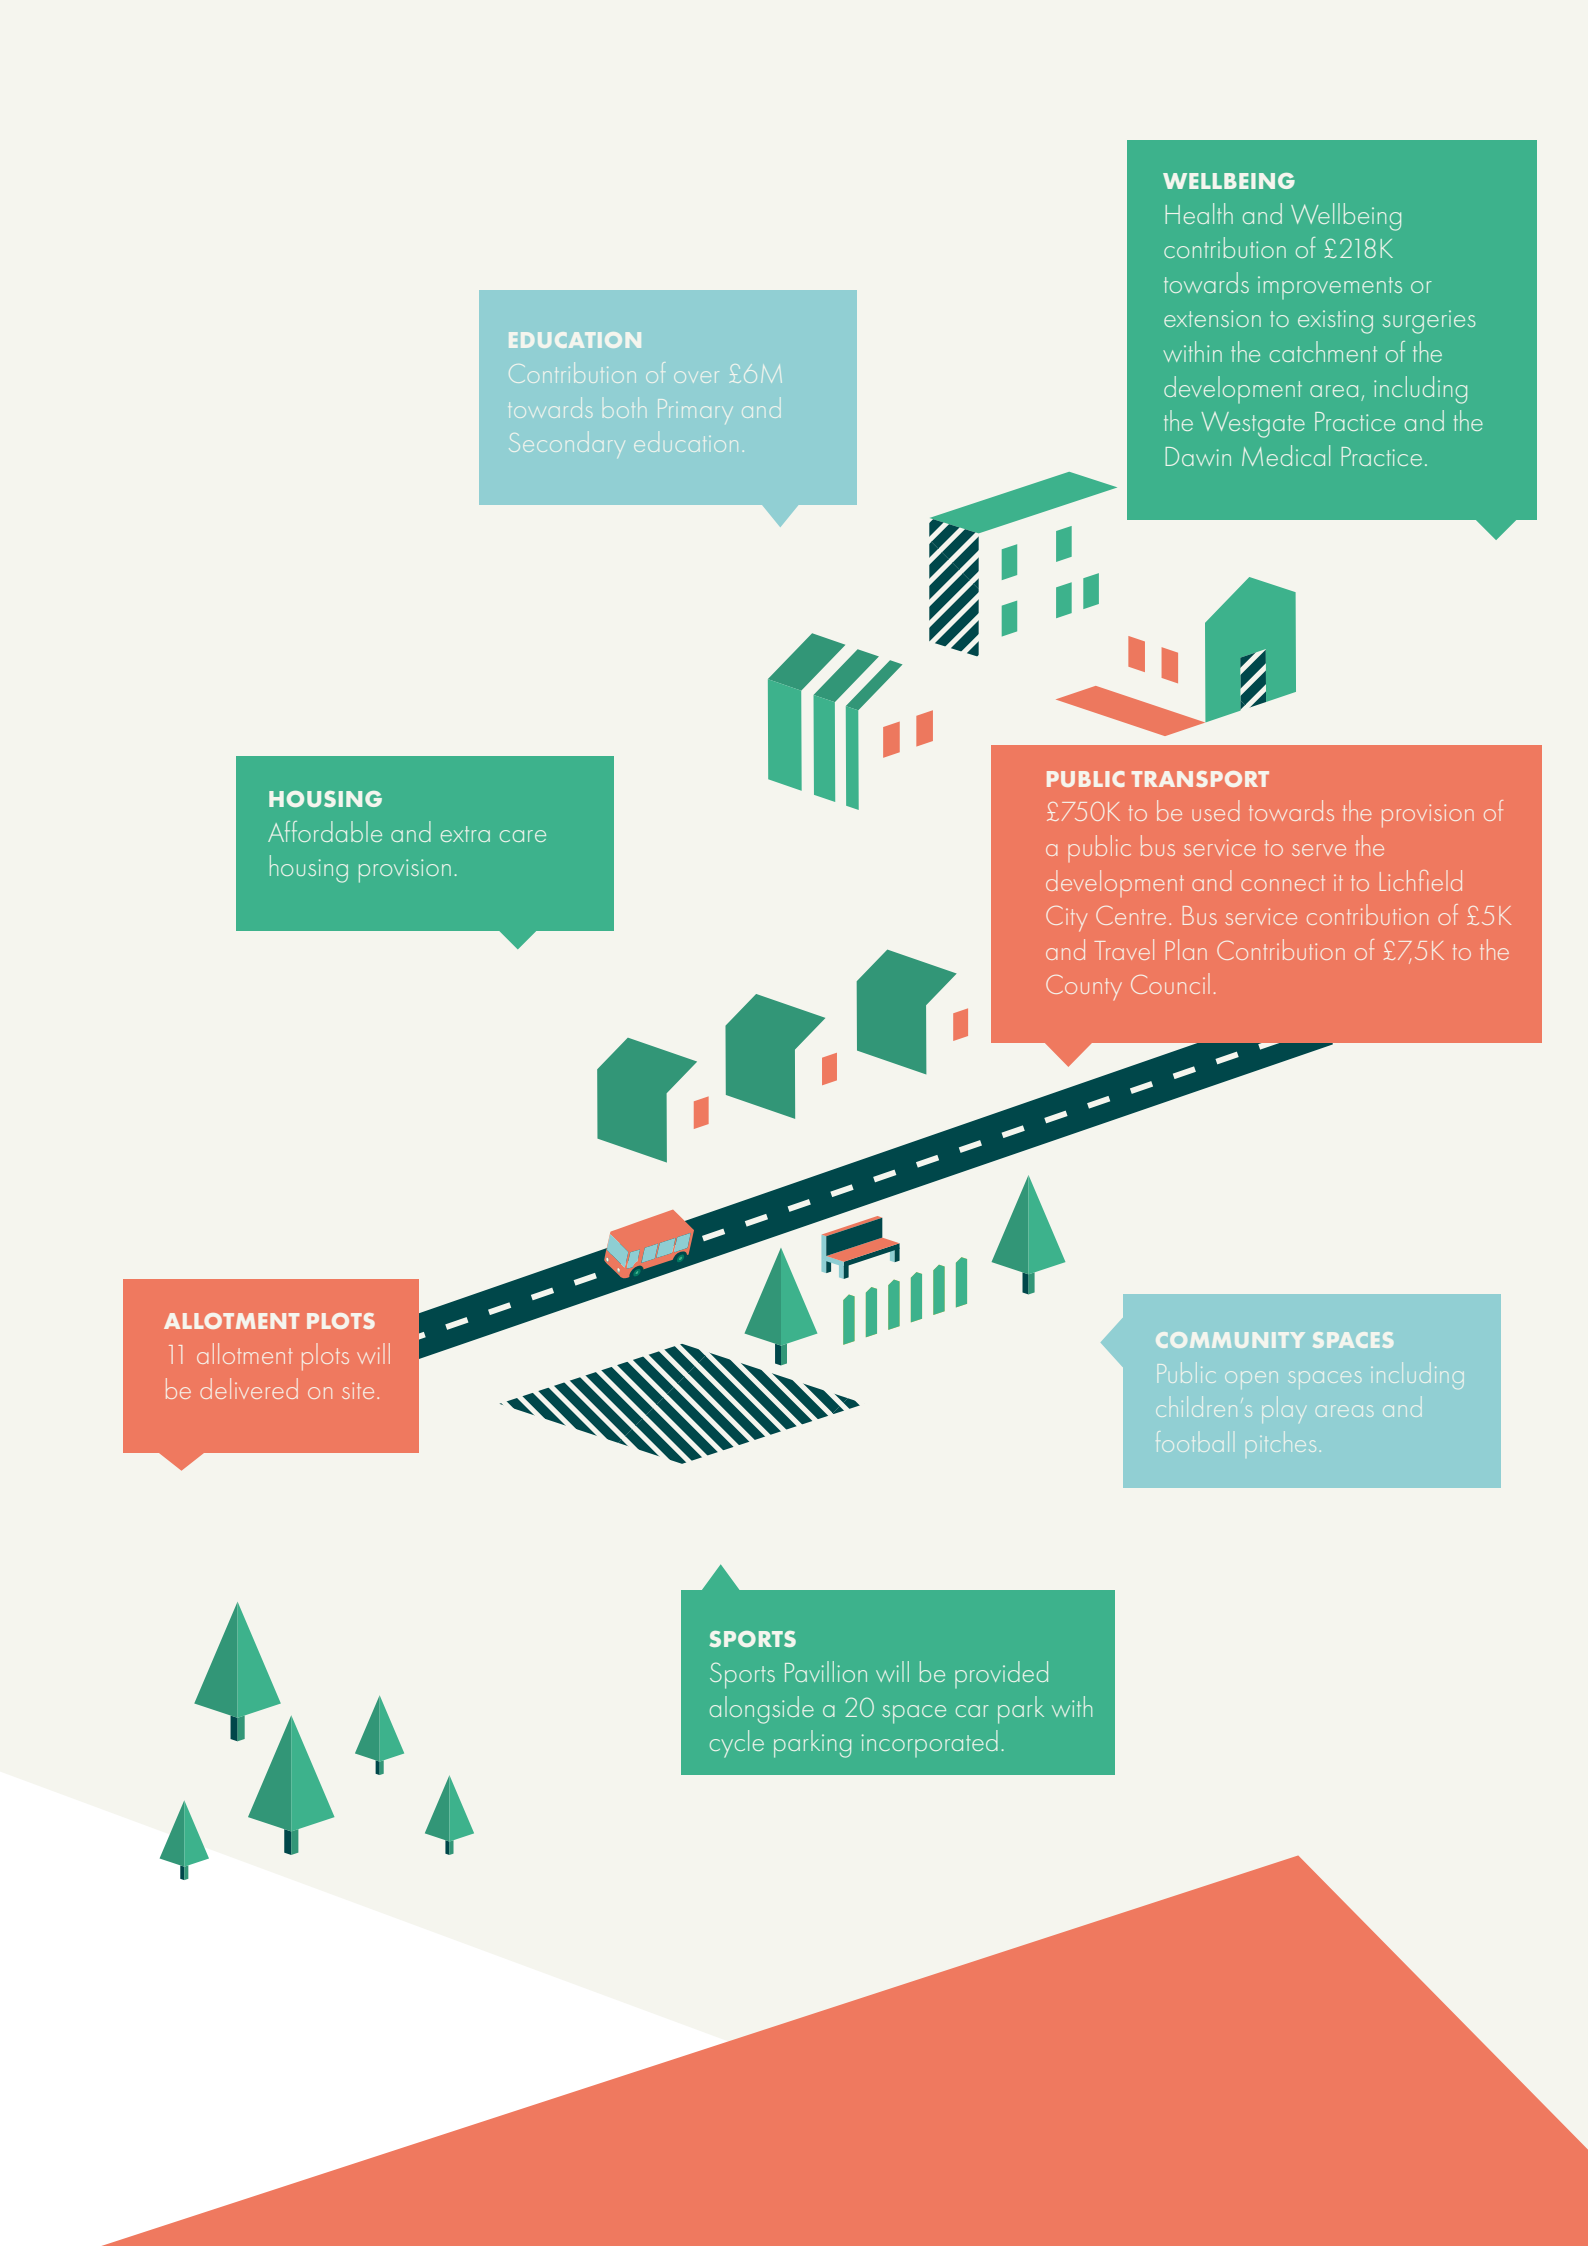 WELLBEING
Health and Wellbeing
contribution of £218K
towards improvements or
extension to existing surgeries
within the catchment of the
development area, including
the Westgate Practice and the
Dawin Medical Practice.
EDUCATION
Contribution of over £6M
towards both Primary and
Secondary education.
HOUSING
Affordable and extra care
housing provision.
PUBLIC TRANSPORT
£750K to be used towards the provision of
a public bus service to serve the
development and connect it to Lichfield
City Centre. Bus service contribution of £5K
and Travel Plan Contribution of £7,5K to the
County Council.
ALLOTMENT PLOTS
11 allotment plots will
be delivered on site.
COMMUNITY SPACES
Public open spaces including
children’s play areas and
football pitches.
SPORTS
Sports Pavillion will be provided
alongside a 20 space car park with
cycle parking incorporated.